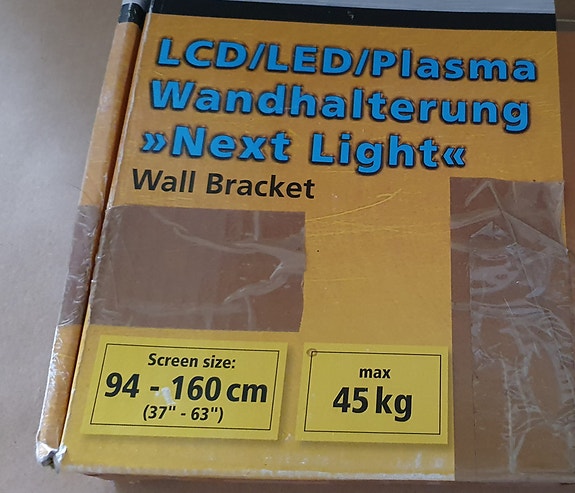 LCD/LED/Plasma
Wandhalterung
»Next Light«
Wall Bracket
Screen size:
94 - 160 cm
(37" - 63")
max
45 kg